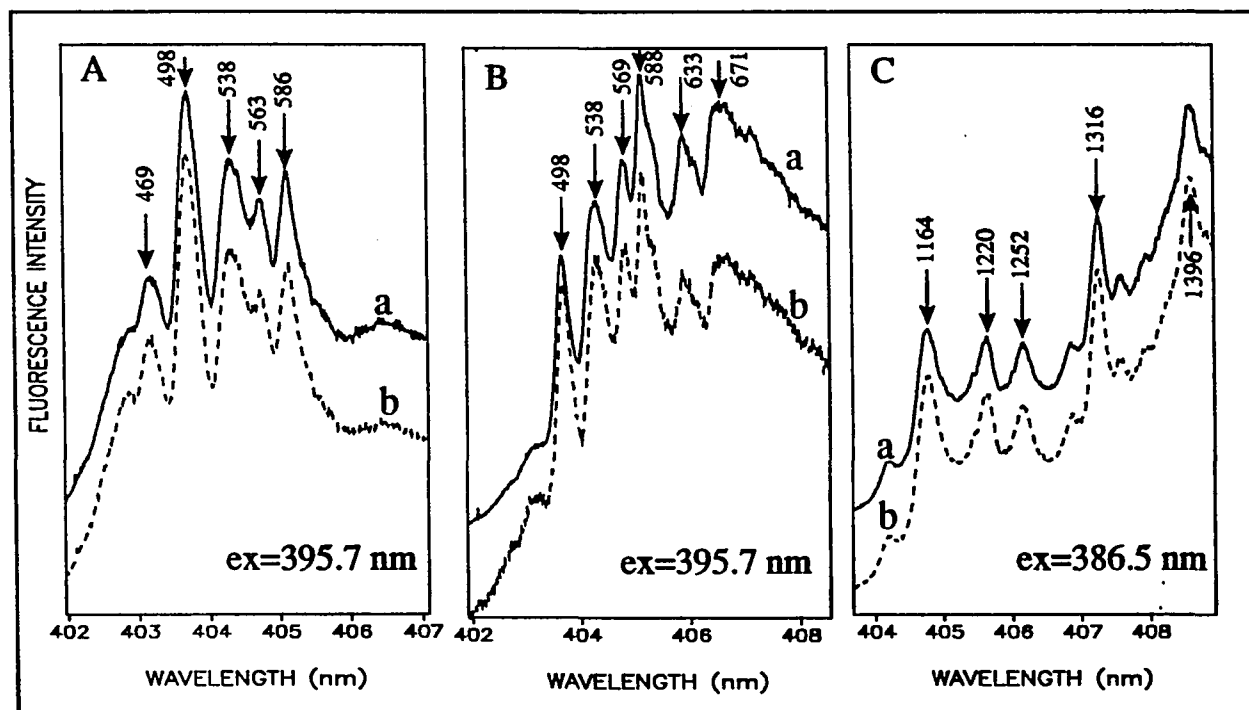 FLUORESCENCE INTENSITY
A
469
498
538
563
586
a
b
ex=395.7 nm
402 403 404 405 406 407
WAVELENGTH (nm)
B
498
538
569
588
633
671
a
b
ex=395.7 nm
402 404 406 408
WAVELENGTH (nm)
C
1164
1220
1252
1316
1396
a
b
ex=386.5 nm
404 405 406 407 408
WAVELENGTH (nm)